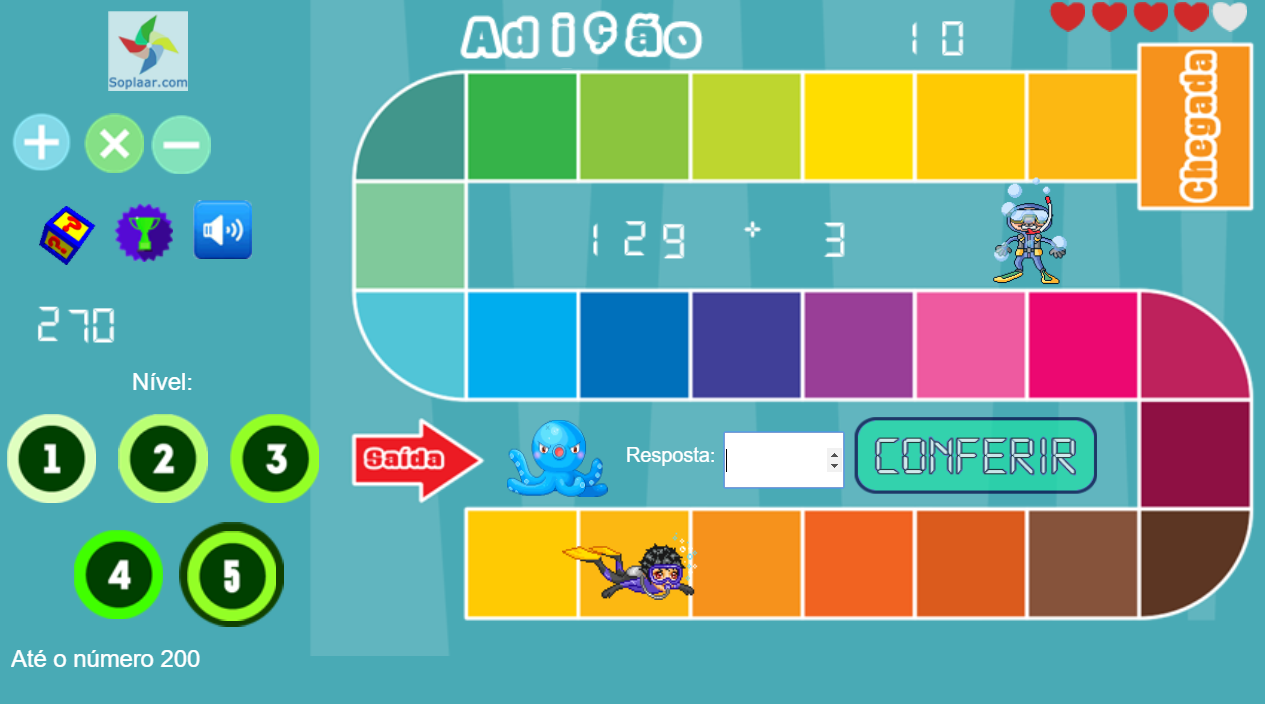 Soplaar.com
Adição
10
Chegada
129 + 3
270
Nível:
1 2 3
4 5
Até o número 200
Saída
Resposta:
CONFERIR